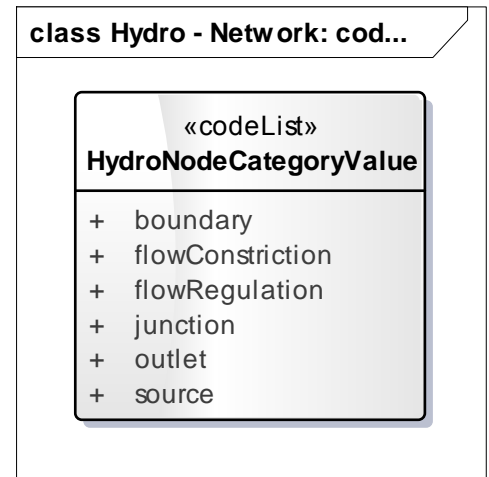 class Hydro - Network: cod...
«codeList»
HydroNodeCategoryValue
+ boundary
+ flowConstriction
+ flowRegulation
+ junction
+ outlet
+ source